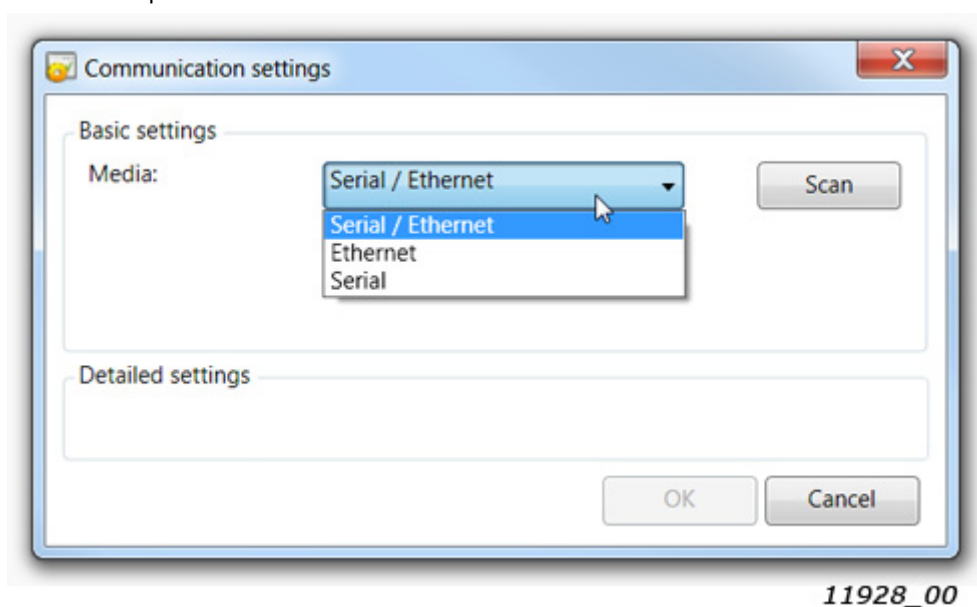 Communication settings
Basic settings
Media:
Serial / Ethernet
Scan
Serial / Ethernet
Ethernet
Serial
Detailed settings
OK
Cancel
11928_00